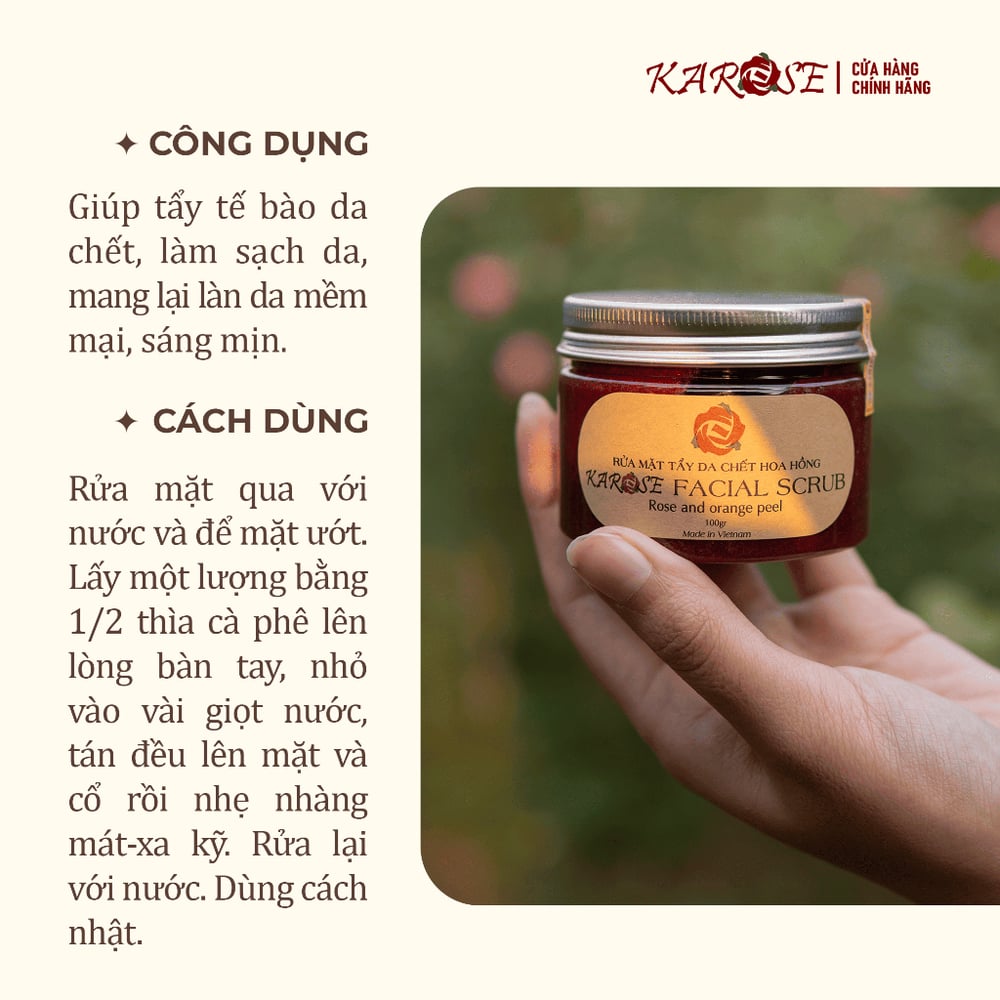 KAROSE
CỬA HÀNG
CHÍNH HÃNG
CÔNG DỤNG
Giúp tẩy tế bào da
chết, làm sạch da,
mang lại làn da mềm
mại, sáng mịn.
CÁCH DÙNG
Rửa mặt qua với
nước và để mặt ướt.
Lấy một lượng bằng
1/2 thìa cà phê lên
lòng bàn tay, nhỏ
vào vài giọt nước,
tán đều lên mặt và
cổ rồi nhẹ nhàng
mát-xa kỹ. Rửa lại
với nước. Dùng cách
nhật.
RỬA MẶT TẨY DA CHẾT HOA HỒNG
KAROSE FACIAL SCRUB
Rose and orange peel
100gr
Made in Vietnam